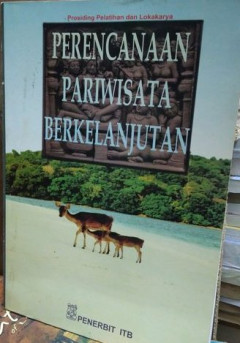 Prosiding Pelatihan dan Lokakarya
PERENCANAAN
PARIWISATA
BERKELANJUTAN
PENERBIT ITB